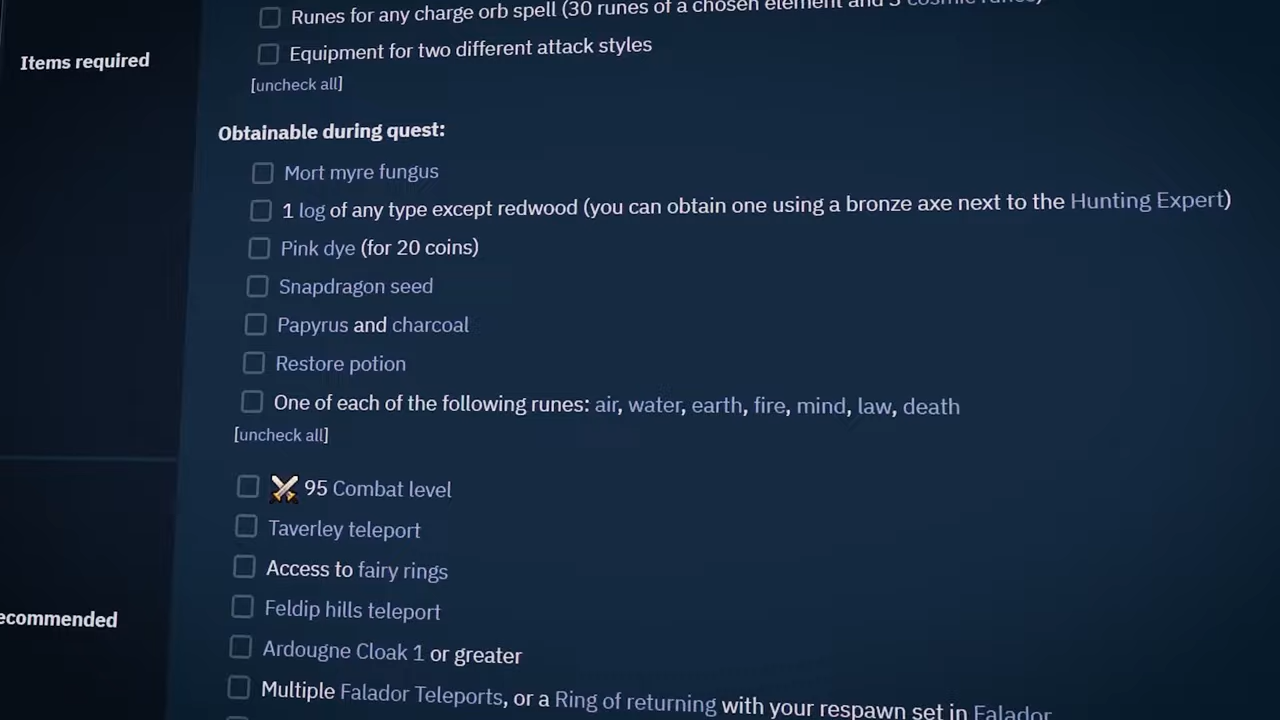 Runes for any charge orb spell (30 runes of a chosen element and 3 cosmic runes)
Items required
Equipment for two different attack styles
[uncheck all]
Obtainable during quest:
Mort myre fungus
1 log of any type except redwood (you can obtain one using a bronze axe next to the Hunting Expert)
Pink dye (for 20 coins)
Snapdragon seed
Papyrus and charcoal
Restore potion
One of each of the following runes: air, water, earth, fire, mind, law, death
[uncheck all]
95 Combat level
Taverley teleport
Access to fairy rings
Feldip hills teleport
ecommended
Ardougne Cloak 1 or greater
Multiple Falador Teleports, or a Ring of returning with your respawn set in Falador